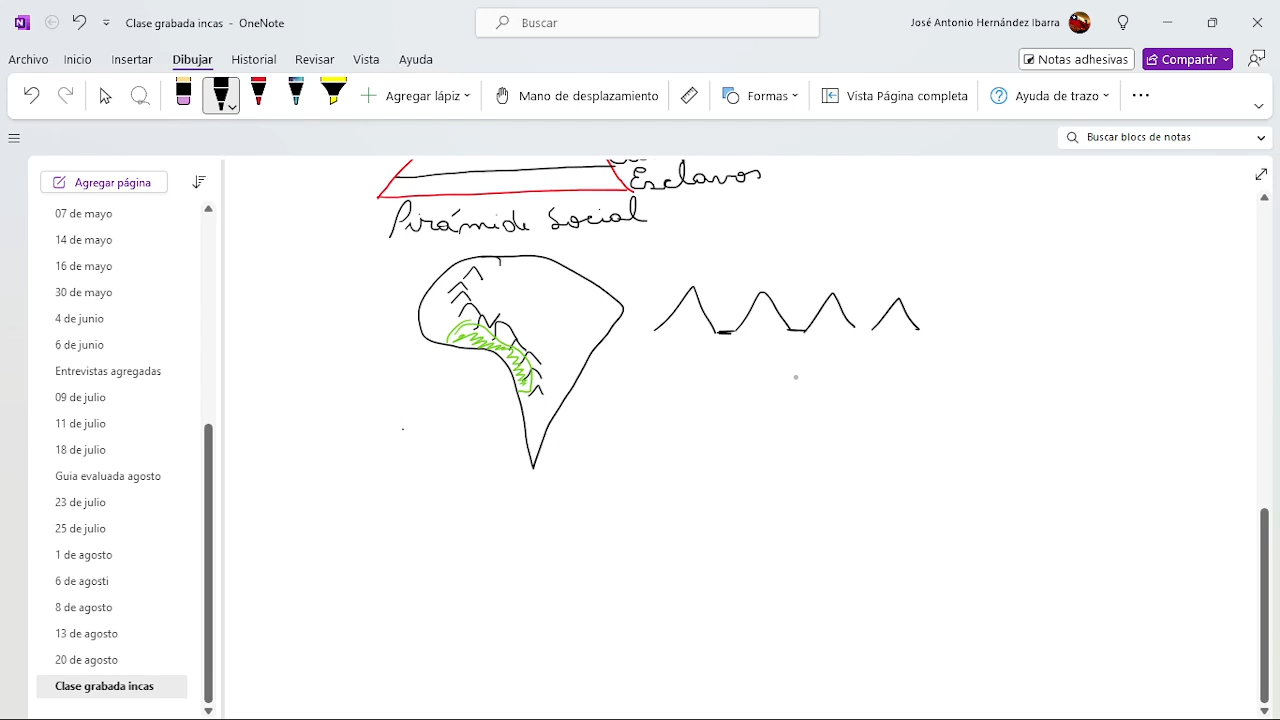 Clase grabada incas - OneNote
Buscar
José Antonio Hernández Ibarra
Archivo Inicio Insertar Dibujar Historial Revisar Vista Ayuda
Notas adhesivas Compartir
Agregar lápiz Mano de desplazamiento Formas Vista Página completa Ayuda de trazo
Buscar blocs de notas
Agregar página
07 de mayo
14 de mayo
16 de mayo
30 de mayo
4 de junio
6 de junio
Entrevistas agregadas
09 de julio
11 de julio
18 de julio
Guia evaluada agosto
23 de julio
25 de julio
1 de agosto
6 de agosti
8 de agosto
13 de agosto
20 de agosto
Clase grabada incas
Esclavos
Pirámide Social